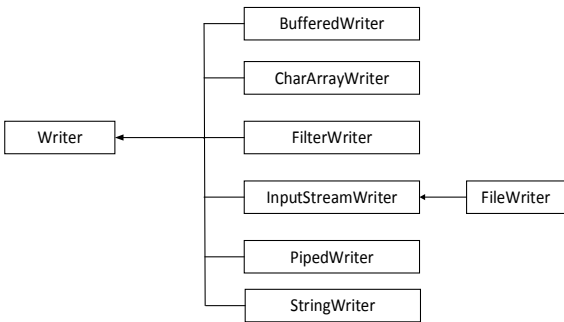 BufferedWriter
CharArrayWriter
Writer
FilterWriter
InputStreamWriter
FileWriter
PipedWriter
StringWriter